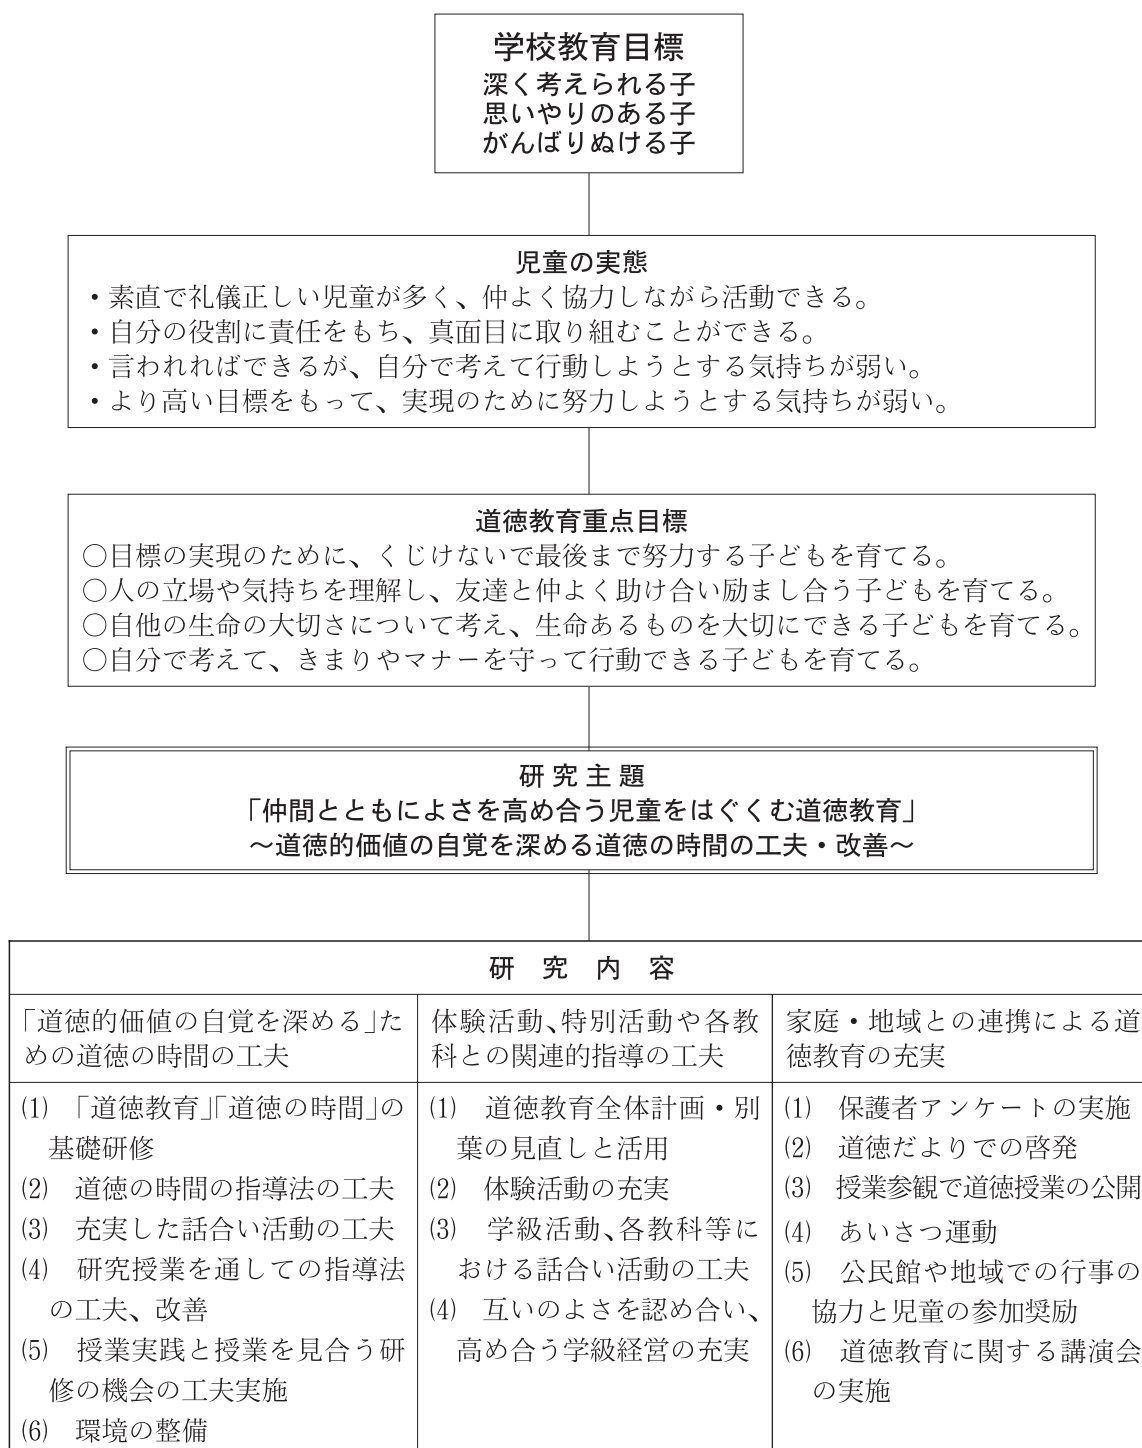 学校教育目標
深く考えられる子
思いやりのある子
がんばりぬける子
児童の実態
・素直で礼儀正しい児童が多く、仲よく協力しながら活動できる。
・自分の役割に責任をもち、真面目に取り組むことができる。
・言われればできるが、自分で考えて行動しようとする気持ちが弱い。
・より高い目標をもって、実現のために努力しようとする気持ちが弱い。
道徳教育重点目標
○目標の実現のために、くじけないで最後まで努力する子どもを育てる。
○人の立場や気持ちを理解し、友達と仲よく助け合い励まし合う子どもを育てる。
○自他の生命の大切さについて考え、生命あるものを大切にできる子どもを育てる。
○自分で考えて、きまりやマナーを守って行動できる子どもを育てる。
研究主題
「仲間とともによさを高め合う児童をはぐくむ道徳教育」
～道徳的価値の自覚を深める道徳の時間の工夫・改善～
研究内容
「道徳的価値の自覚を深める」た
めの道徳の時間の工夫
⑴ 「道徳教育」「道徳の時間」の
基礎研修
⑵ 道徳の時間の指導法の工夫
⑶ 充実した話合い活動の工夫
⑷ 研究授業を通しての指導法
の工夫、改善
⑸ 授業実践と授業を見合う研
修の機会の工夫実施
⑹ 環境の整備
体験活動、特別活動や各教
科との関連的指導の工夫
⑴ 道徳教育全体計画・別
葉の見直しと活用
⑵ 体験活動の充実
⑶ 学級活動、各教科等に
おける話合い活動の工夫
⑷ 互いのよさを認め合い、
高め合う学級経営の充実
家庭・地域との連携による道
徳教育の充実
⑴ 保護者アンケートの実施
⑵ 道徳だよりでの啓発
⑶ 授業参観で道徳授業の公開
⑷ あいさつ運動
⑸ 公民館や地域での行事の
協力と児童の参加奨励
⑹ 道徳教育に関する講演会
の実施